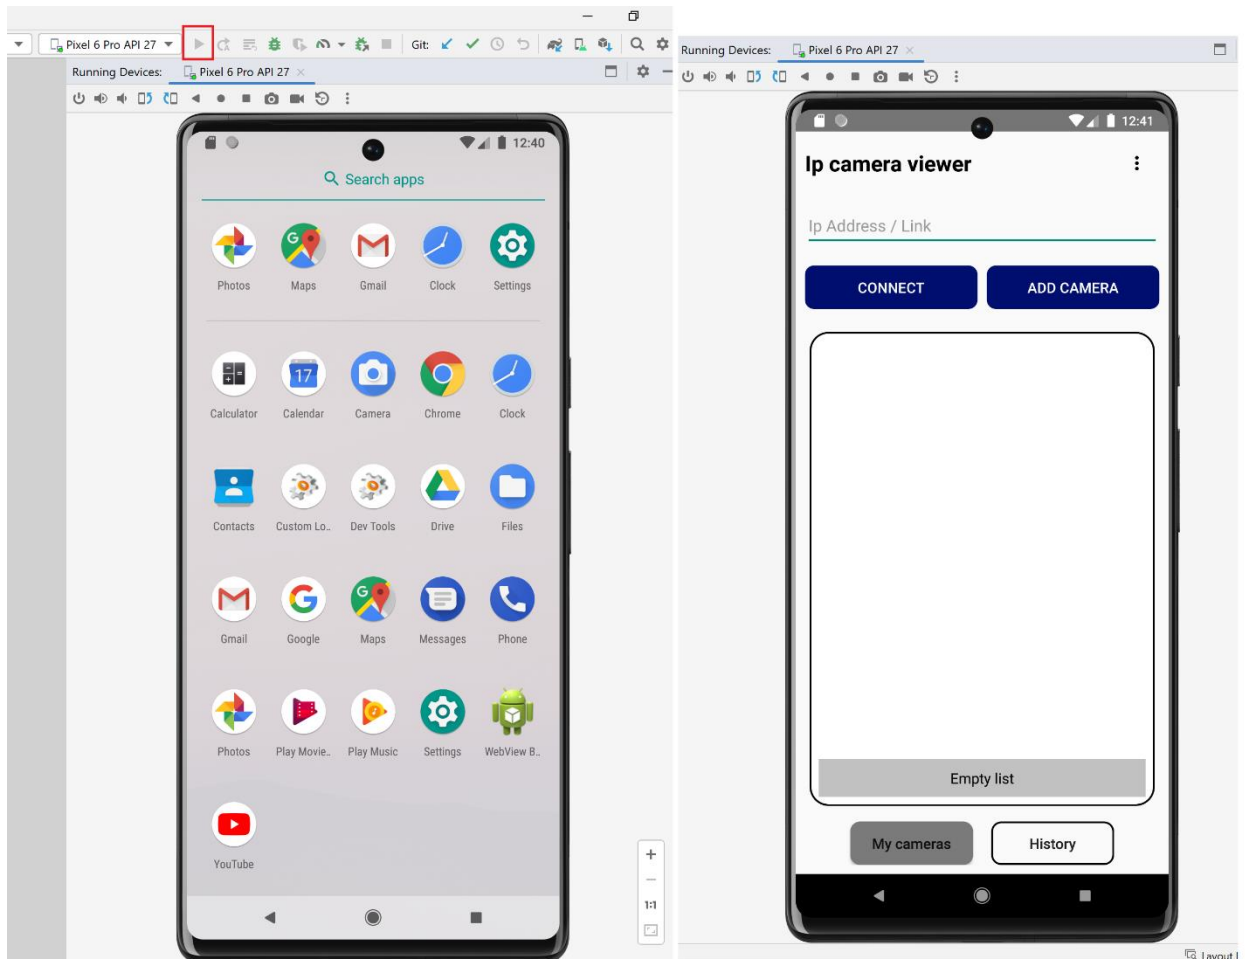 Pixel 6 Pro API 27
Git:
Running Devices:
Pixel 6 Pro API 27
12:40
Search apps
Photos
Maps
Gmail
Clock
Settings
17
Calculator
Calendar
Camera
Chrome
Clock
Contacts
Custom Lo..
Dev Tools
Drive
Files
Gmail
Google
Maps
Messages
Phone
Photos
Play Movie..
Play Music
Settings
WebView B..
YouTube
1:1
Running Devices:
Pixel 6 Pro API 27
12:41
Ip camera viewer
Ip Address / Link
CONNECT
ADD CAMERA
Empty list
My cameras
History
Layout I